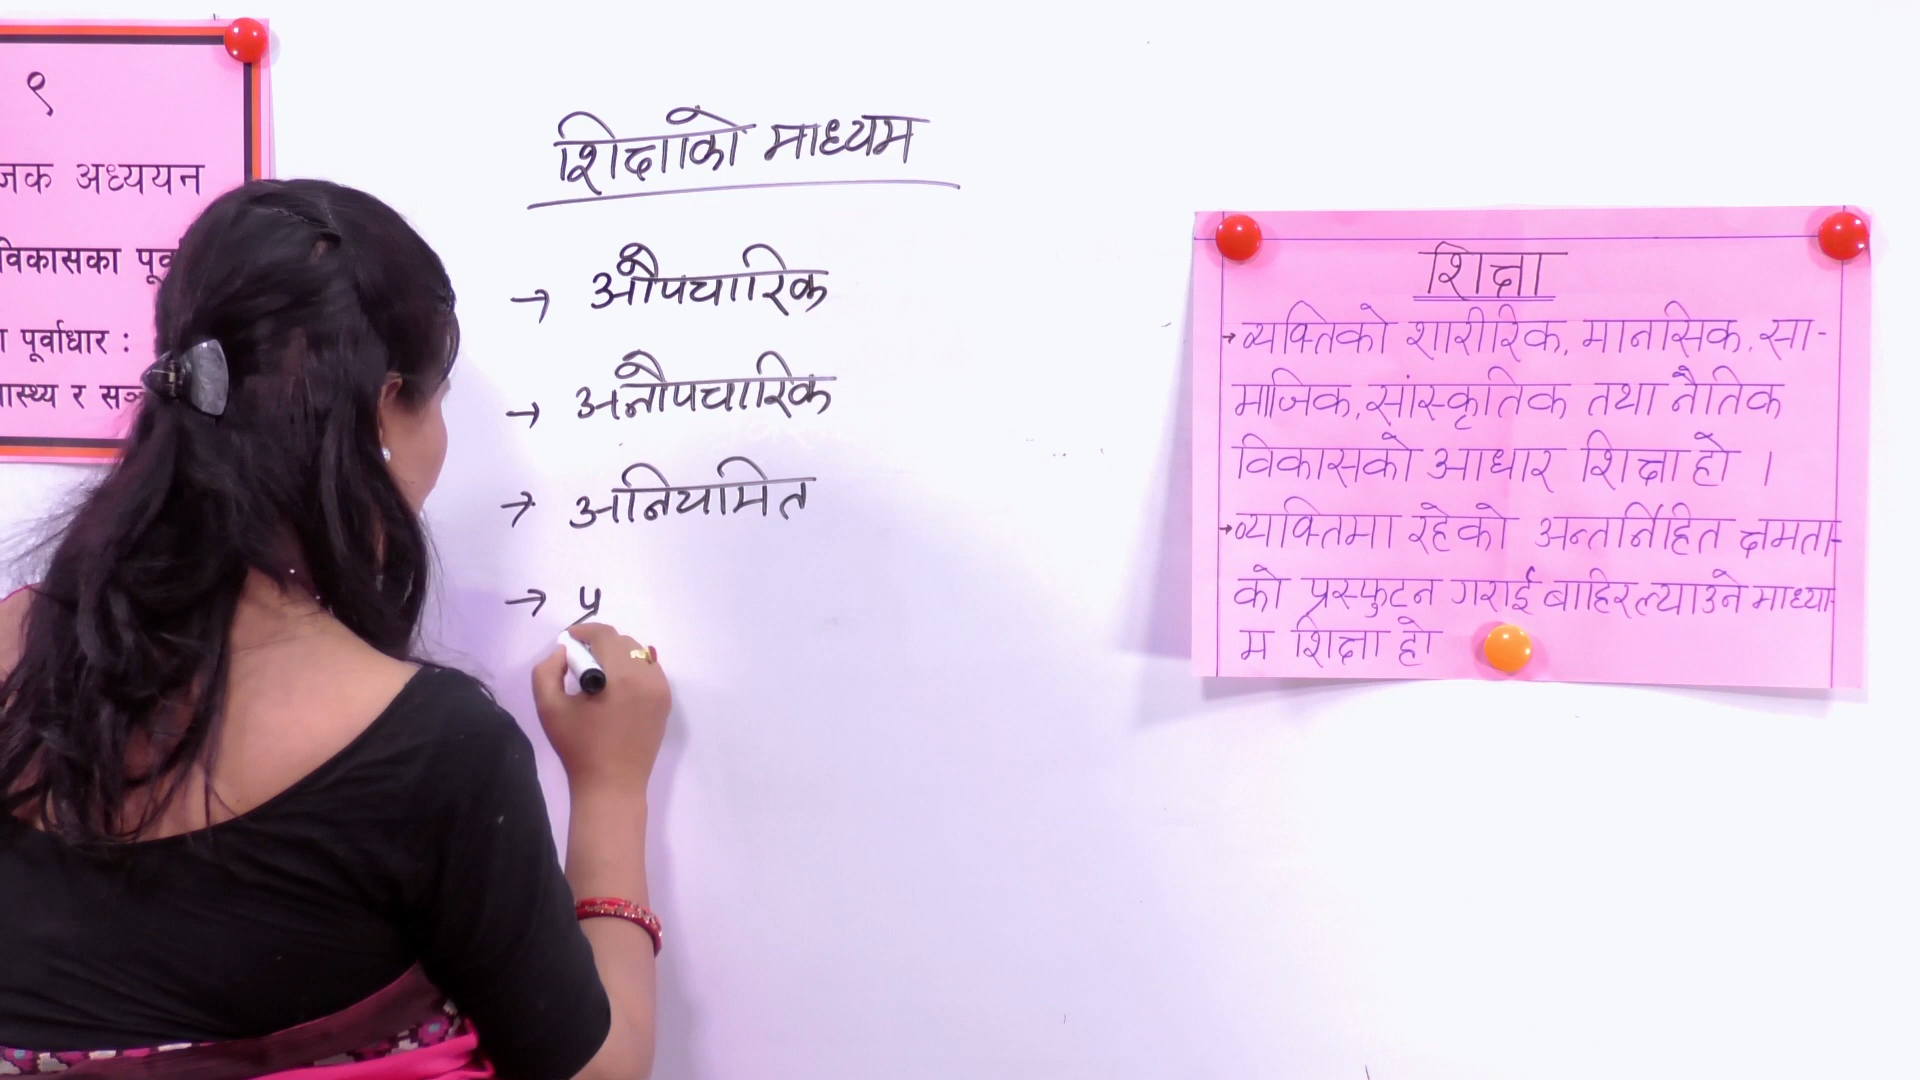 ९
जिक अध्ययन
विकासका पूर्व
पूर्वाधार :
स्वास्थ्य र सञ्
शिक्षाको माध्यम
→ औपचारिक
→ अनौपचारिक
→ अनियमित
→ प्र
शिक्षा
→ व्यक्तिको शारीरिक, मानसिक, सा-
माजिक, सांस्कृतिक तथा नैतिक
विकासको आधार शिक्षा हो ।
→ व्यक्तिमा रहेको अन्तर्निहित क्षमता-
को प्रस्फुटन गराई बाहिर ल्याउने माध्या
म शिक्षा हो